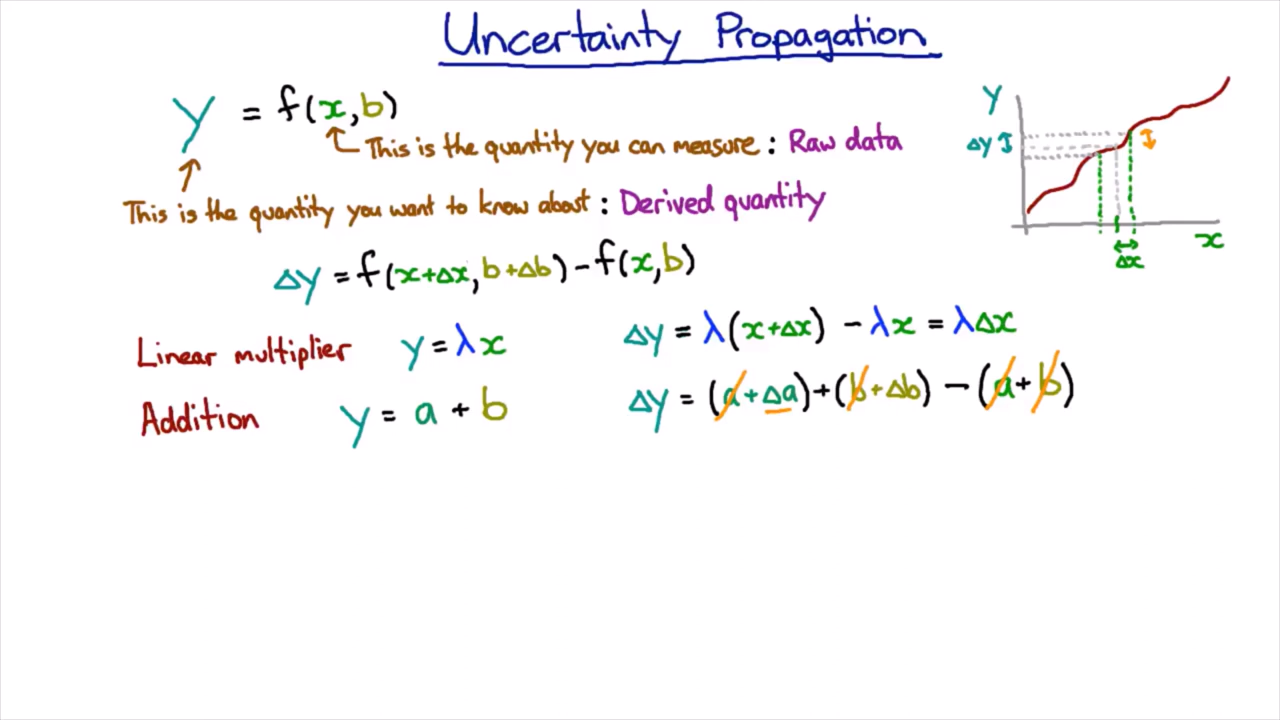 Uncertainty Propagation
y = f(x,b)
This is the quantity you can measure : Raw data
This is the quantity you want to know about : Derived quantity
Δy = f(x+Δx, b+Δb) - f(x,b)
Linear multiplier y = λx Δy = λ(x+Δx) - λx = λΔx
Addition y = a + b Δy = (a+Δa)+(b+Δb) - (a+b)
y
Δy
x
Δx